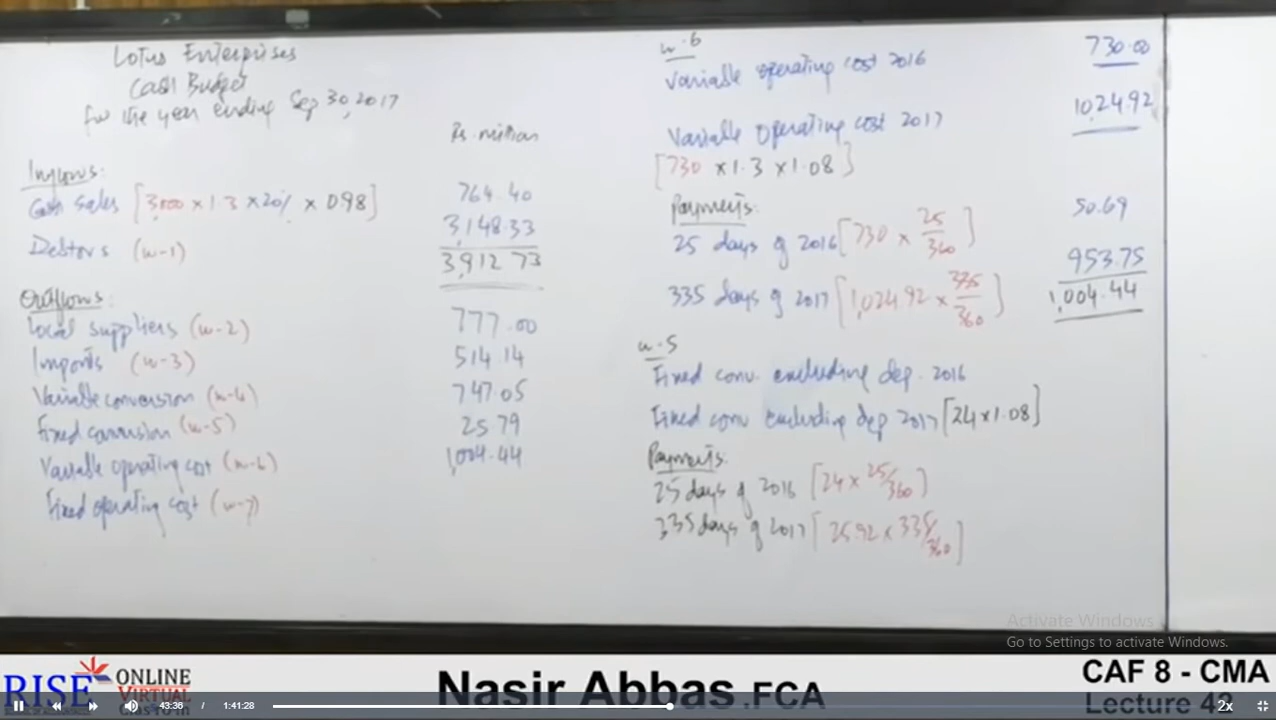 Lotus Enterprises
Cash Budget
for the year ending Sep 30, 2017
Rs. million
Inflows:
Cash Sales [3,000 × 1.3 × 20% × 0.98] 764.40
Debtors (w-1) 3,148.33
3,912.73
Outflows:
Local suppliers (w-2) 777.00
Imports (w-3) 514.14
Variable conversion (w-4) 747.05
Fixed conversion (w-5) 25.79
Variable operating cost (w-6) 1,004.44
Fixed operating cost (w-7)
w-6
Variable operating cost 2016 730.00
Variable operating cost 2017 1,024.92
[730 × 1.3 × 1.08]
Payments:
25 days of 2016 [730 × 25/360] 50.69
335 days of 2017 [1,024.92 × 335/360] 953.75
1,004.44
w-5
Fixed conv. excluding dep. 2016
Fixed conv excluding dep 2017 [24 × 1.08]
Payments.
25 days of 2016 [24 × 25/360]
335 days of 2017 [25.92 × 335/360]
Activate Windows
Go to Settings to activate Windows.
RISE ONLINE
Nasir Abbas .FCA
CAF 8 - CMA
Lecture 42
43:36 / 1:41:28
2x